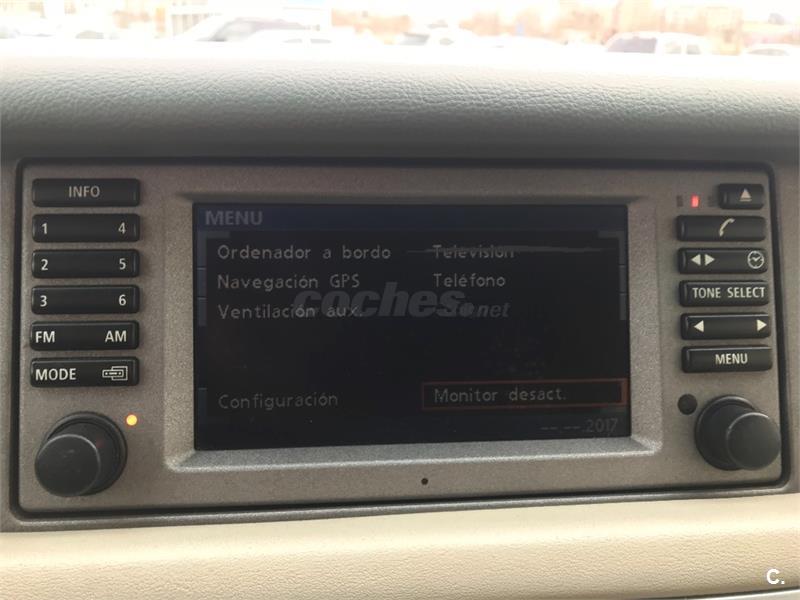 INFO
1 4
2 5
3 6
FM AM
MODE
MENU
Ordenador a bordo Televisión
Navegación GPS Teléfono
Ventilación aux.
coches.net
Configuración Monitor desact.
--.--.2017
TONE SELECT
MENU
C.